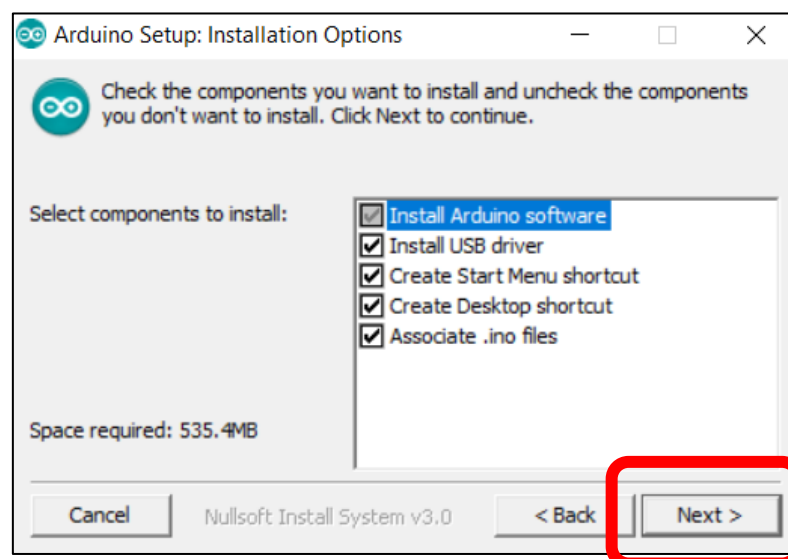 Arduino Setup: Installation Options
Check the components you want to install and uncheck the components
you don't want to install. Click Next to continue.
Select components to install:
Install Arduino software
Install USB driver
Create Start Menu shortcut
Create Desktop shortcut
Associate .ino files
Space required: 535.4MB
Cancel
Nullsoft Install System v3.0
< Back
Next >